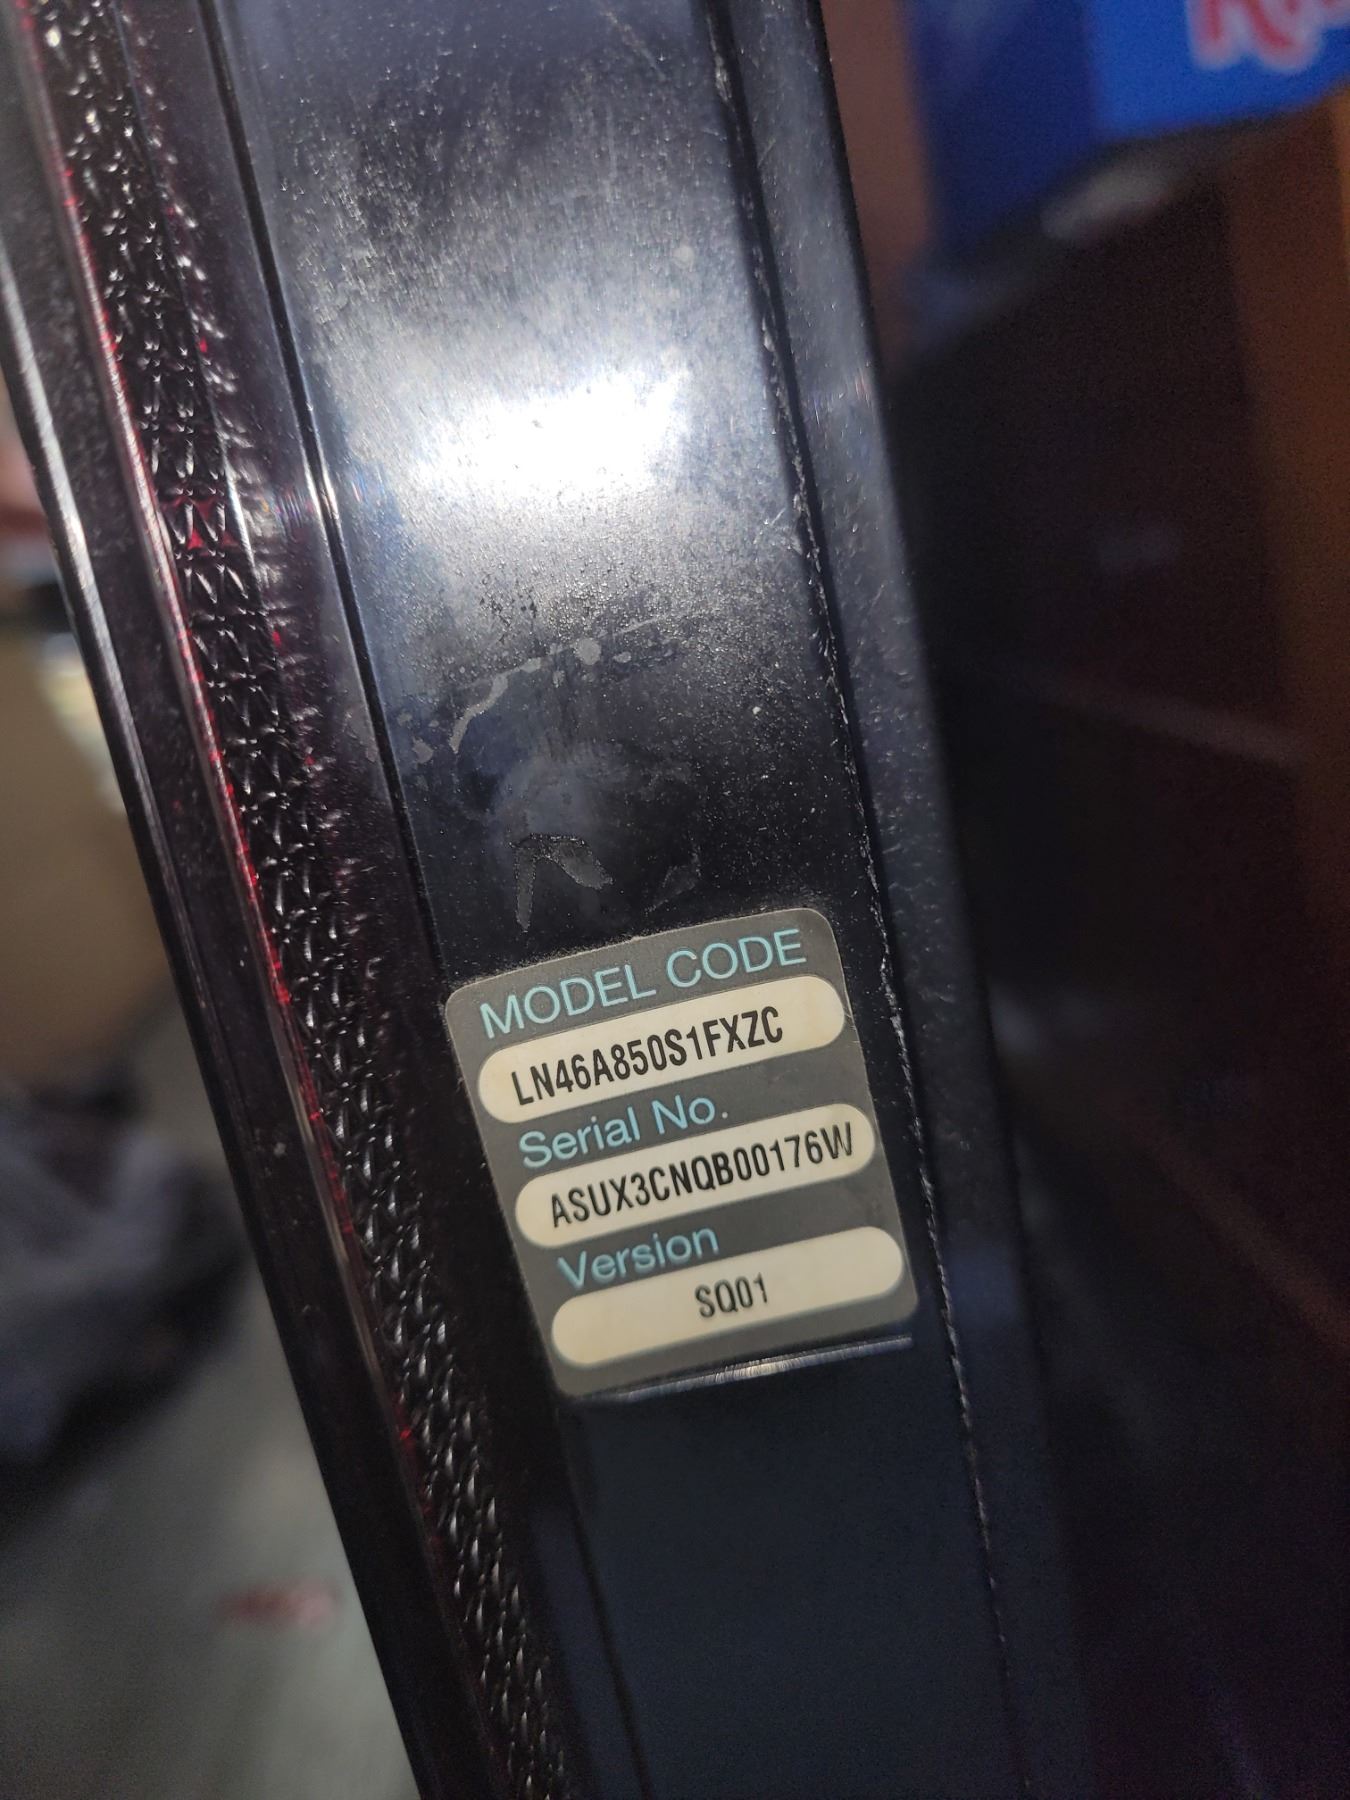 MODEL CODE
LN46A850S1FXZC
Serial No.
ASUX3CNQB00176W
Version
SQ01